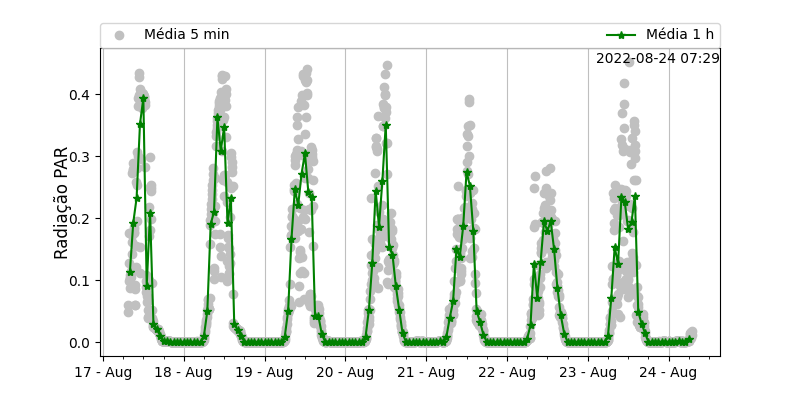 Média 5 min
Média 1 h
2022-08-24 07:29
Radiação PAR
0.4
0.3
0.2
0.1
0.0
17 - Aug
18 - Aug
19 - Aug
20 - Aug
21 - Aug
22 - Aug
23 - Aug
24 - Aug